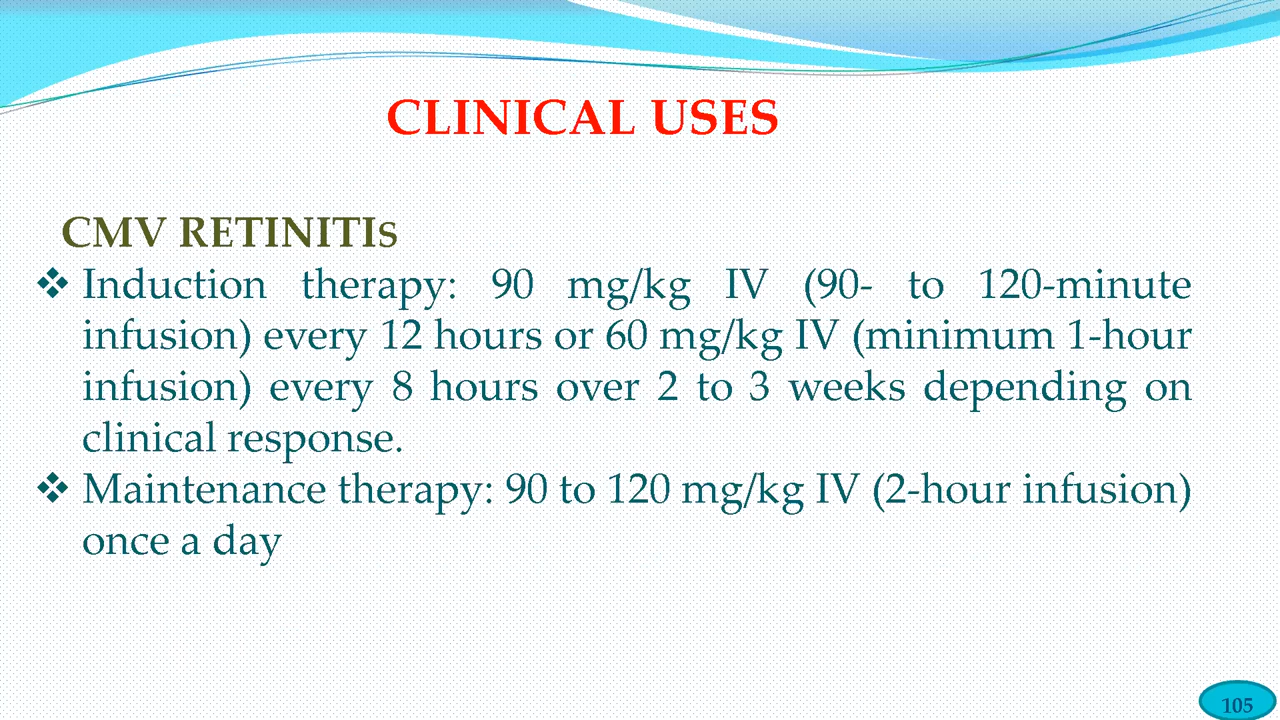 CLINICAL USES
CMV RETINITIs
❖ Induction therapy: 90 mg/kg IV (90- to 120-minute
infusion) every 12 hours or 60 mg/kg IV (minimum 1-hour
infusion) every 8 hours over 2 to 3 weeks depending on
clinical response.
❖ Maintenance therapy: 90 to 120 mg/kg IV (2-hour infusion)
once a day
105